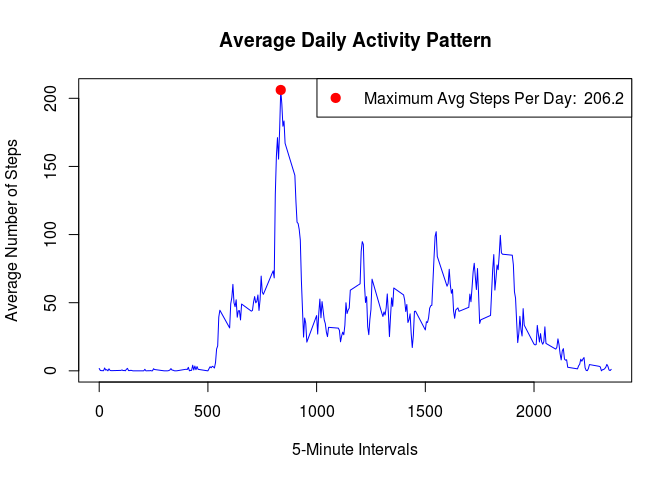 Average Daily Activity Pattern
Maximum Avg Steps Per Day: 206.2
Average Number of Steps
200
150
100
50
0
0 500 1000 1500 2000
5-Minute Intervals